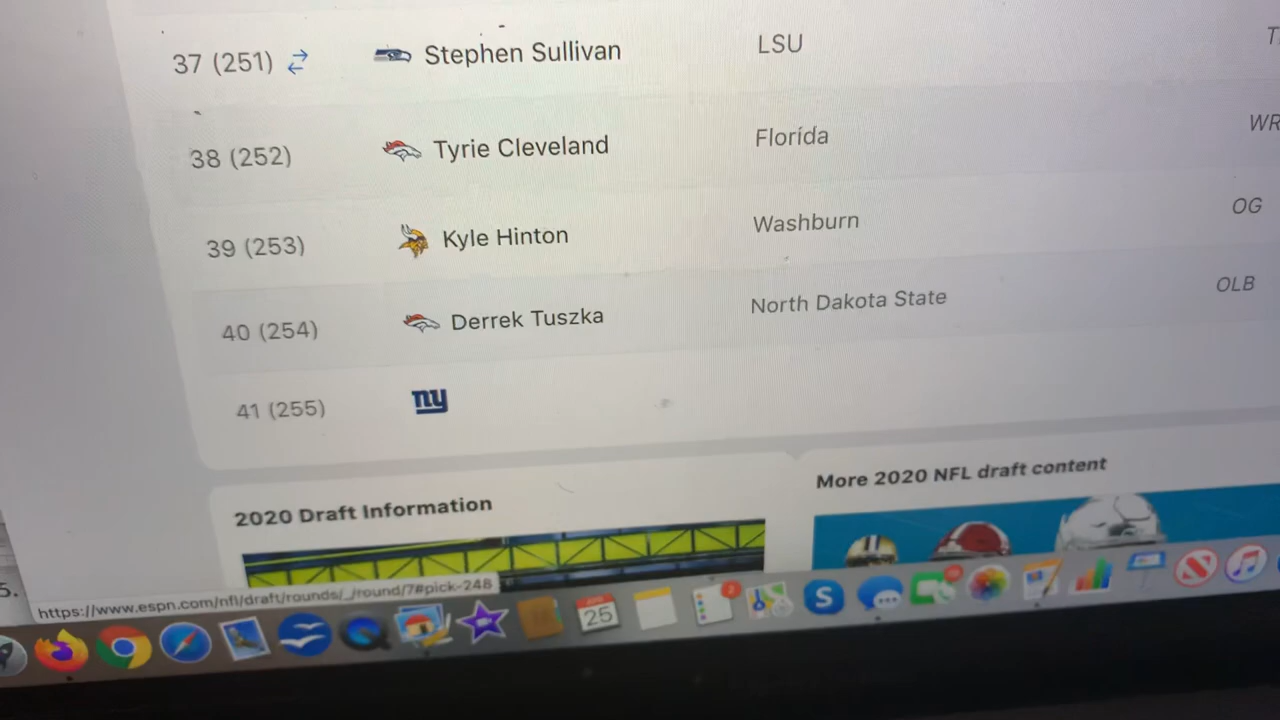 37 (251) Stephen Sullivan LSU T
38 (252) Tyrie Cleveland Florida WR
39 (253) Kyle Hinton Washburn OG
40 (254) Derrek Tuszka North Dakota State OLB
41 (255) ny
2020 Draft Information More 2020 NFL draft content
5.
https://www.espn.com/nfl/draft/rounds/_/round/7#pick-248
25 2 S